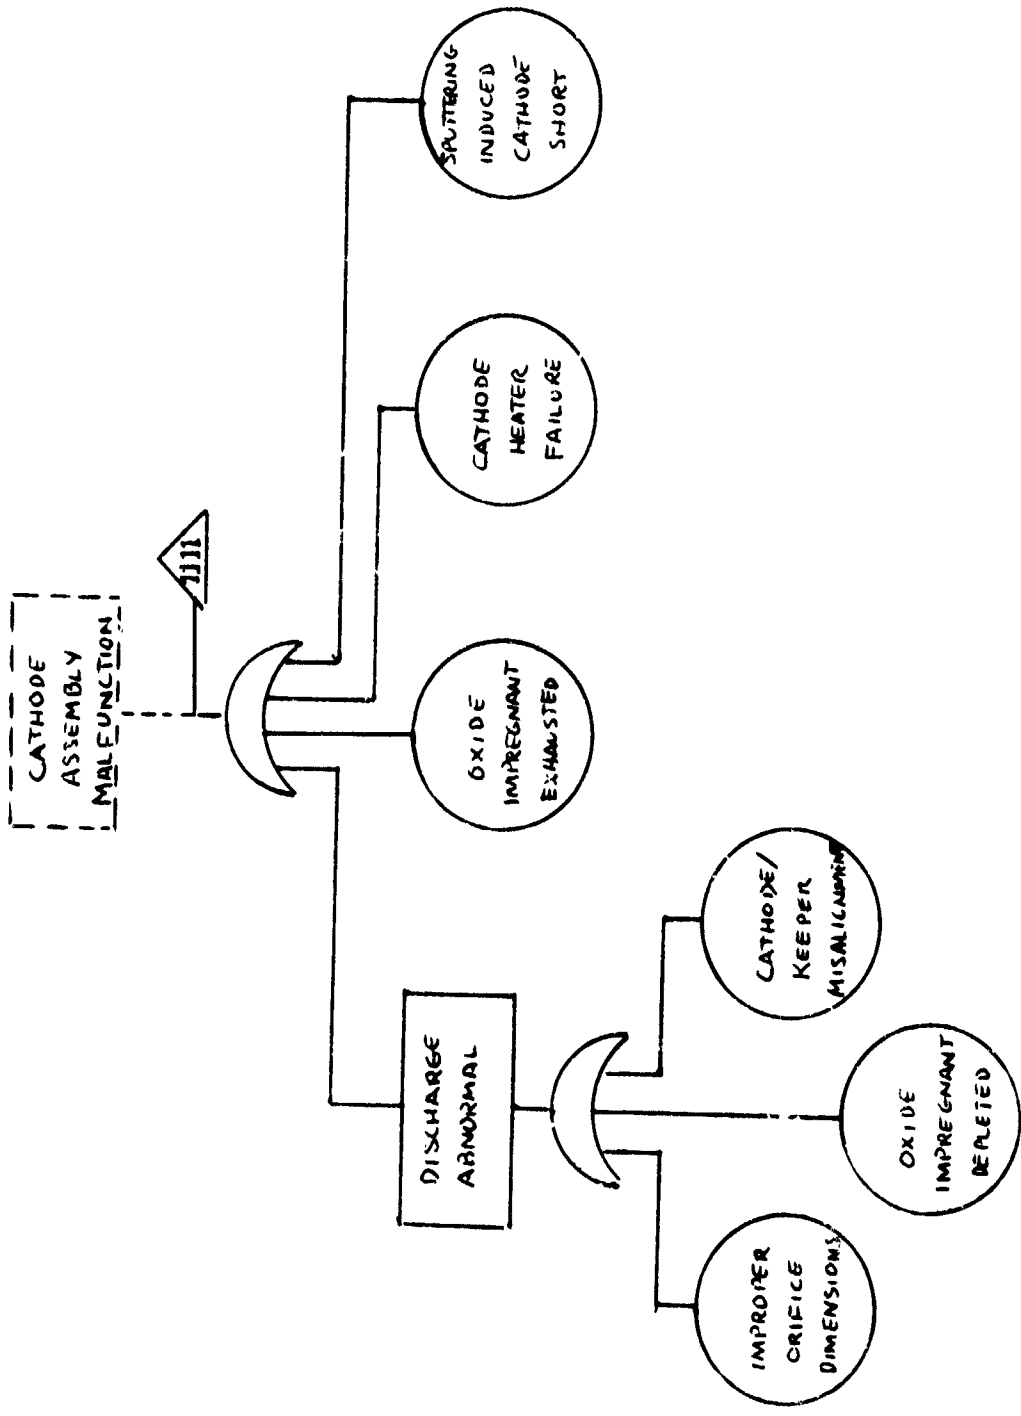 CATHODE
ASSEMBLY
MALFUNCTION
1111
DISCHARGE
ABNORMAL
OXIDE
IMPREGNANT
EXHAUSTED
CATHODE
HEATER
FAILURE
SPUTTERING
INDUCED
CATHODE
SHORT
IMPROPER
ORIFICE
DIMENSIONS
OXIDE
IMPREGNANT
DEPLETED
CATHODE/
KEEPER